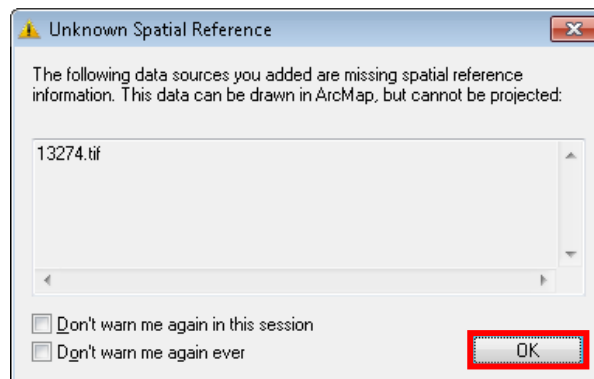 Unknown Spatial Reference
The following data sources you added are missing spatial reference
information. This data can be drawn in ArcMap, but cannot be projected:
13274.tif
Don't warn me again in this session
Don't warn me again ever
OK